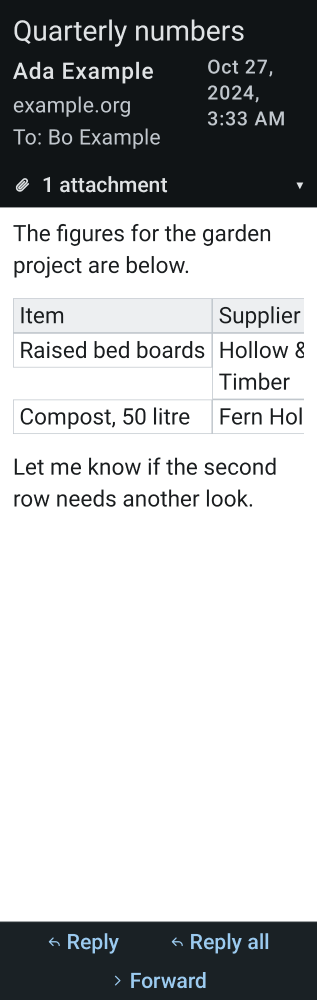 Quarterly numbers
Ada Example
Oct 27, 2024, 3:33 AM
example.org
To: Bo Example
1 attachment
The figures for the garden
project are below.
Item Supplier
Raised bed boards Hollow &
Timber
Compost, 50 litre Fern Hol
Let me know if the second
row needs another look.
Reply Reply all
Forward